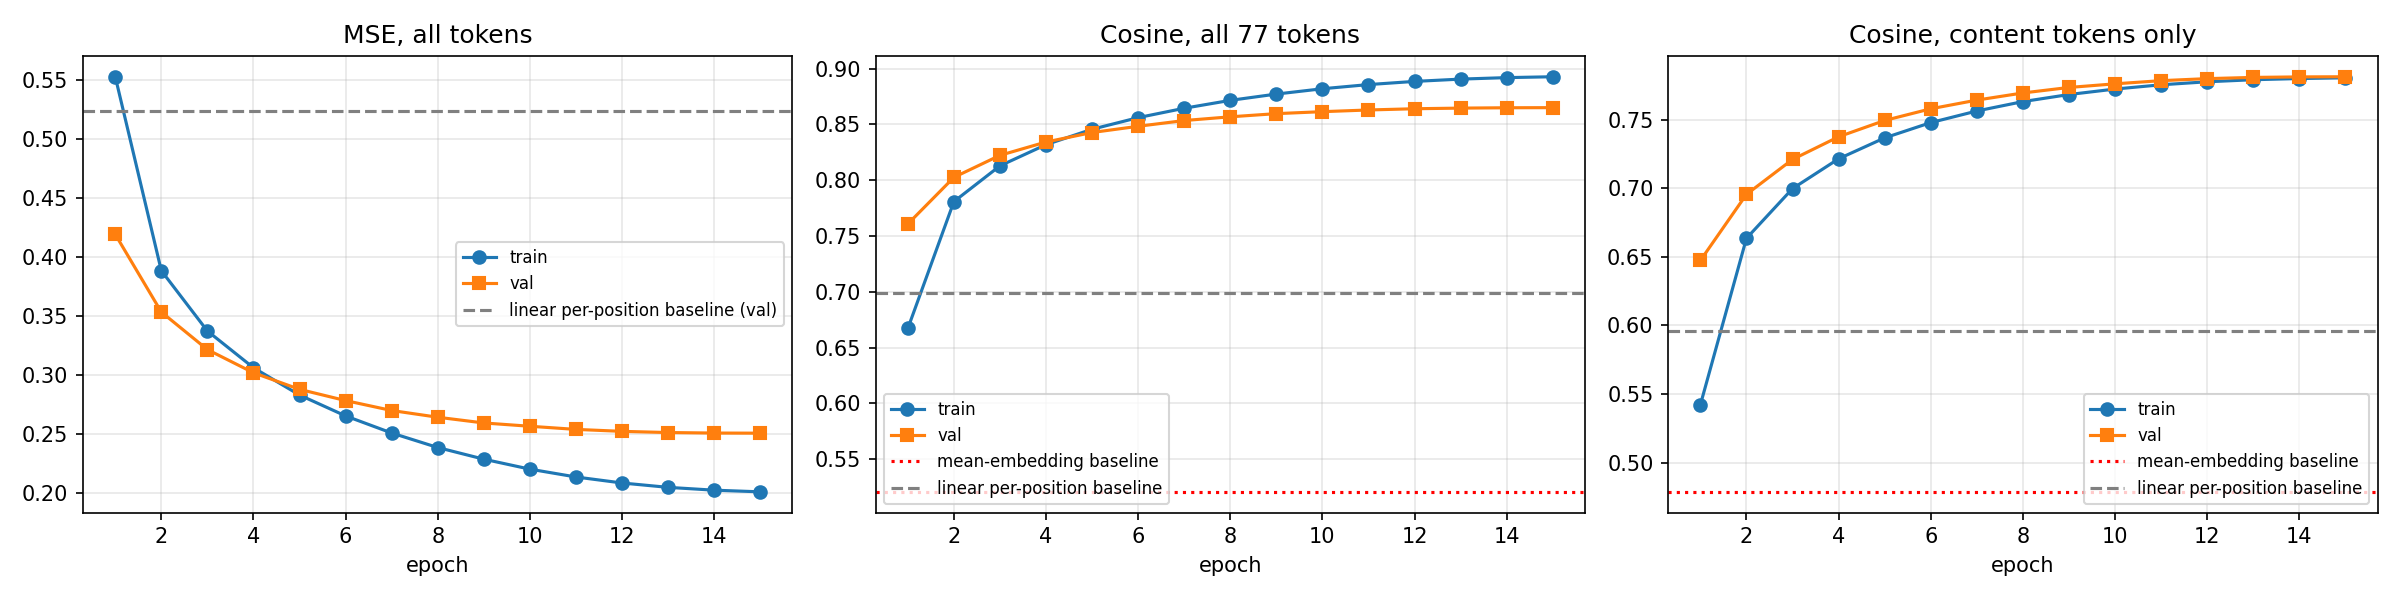 MSE, all tokens
0.55
0.50
0.45
0.40
0.35
0.30
0.25
0.20
train
val
linear per-position baseline (val)
2
4
6
8
10
12
14
epoch
Cosine, all 77 tokens
0.90
0.85
0.80
0.75
0.70
0.65
0.60
0.55
train
val
mean-embedding baseline
linear per-position baseline
2
4
6
8
10
12
14
epoch
Cosine, content tokens only
0.75
0.70
0.65
0.60
0.55
0.50
train
val
mean-embedding baseline
linear per-position baseline
2
4
6
8
10
12
14
epoch